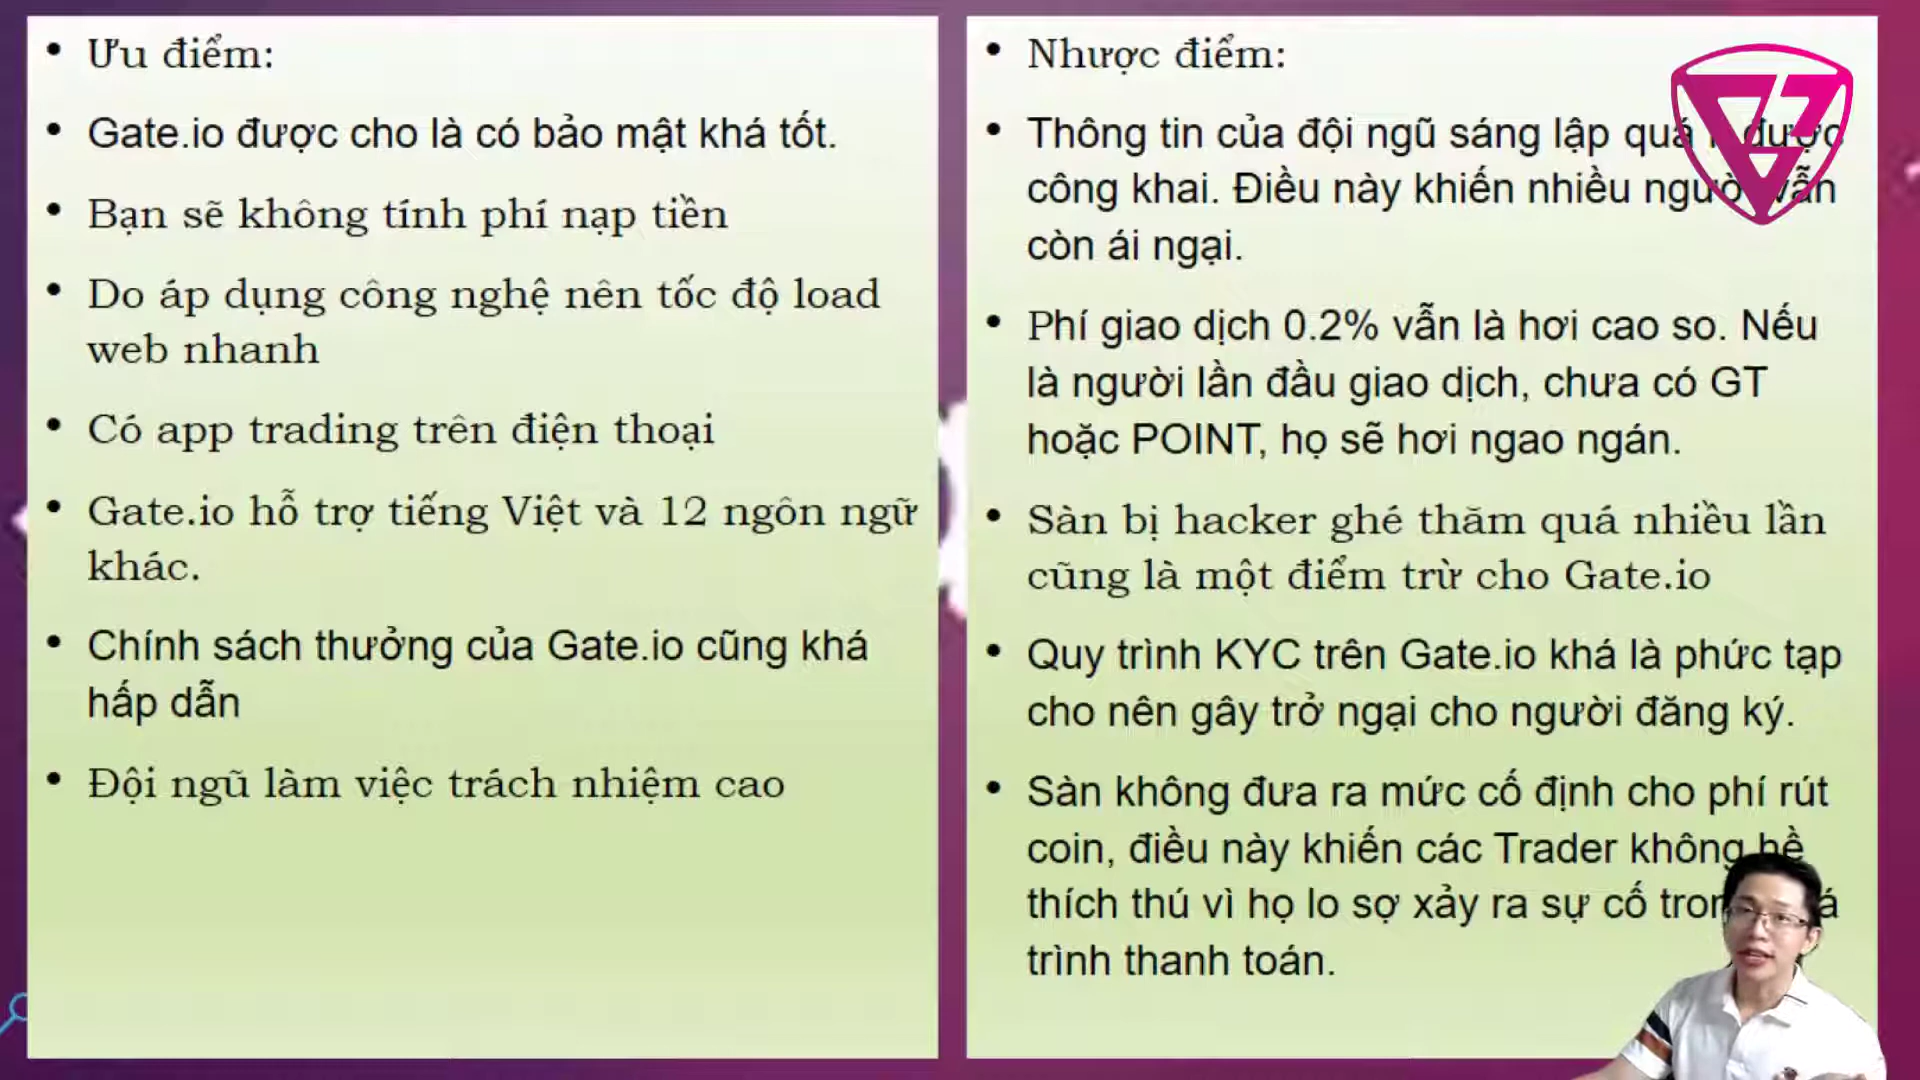 Ưu điểm:
Gate.io được cho là có bảo mật khá tốt.
Bạn sẽ không tính phí nạp tiền
Do áp dụng công nghệ nên tốc độ load
web nhanh
Có app trading trên điện thoại
Gate.io hỗ trợ tiếng Việt và 12 ngôn ngữ
khác.
Chính sách thưởng của Gate.io cũng khá
hấp dẫn
Đội ngũ làm việc trách nhiệm cao
Nhược điểm:
Thông tin của đội ngũ sáng lập quá được
công khai. Điều này khiến nhiều người vẫn
còn ái ngại.
Phí giao dịch 0.2% vẫn là hơi cao so. Nếu
là người lần đầu giao dịch, chưa có GT
hoặc POINT, họ sẽ hơi ngao ngán.
Sàn bị hacker ghé thăm quá nhiều lần
cũng là một điểm trừ cho Gate.io
Quy trình KYC trên Gate.io khá là phức tạp
cho nên gây trở ngại cho người đăng ký.
Sàn không đưa ra mức cố định cho phí rút
coin, điều này khiến các Trader không hề
thích thú vì họ lo sợ xảy ra sự cố
trình thanh toán.